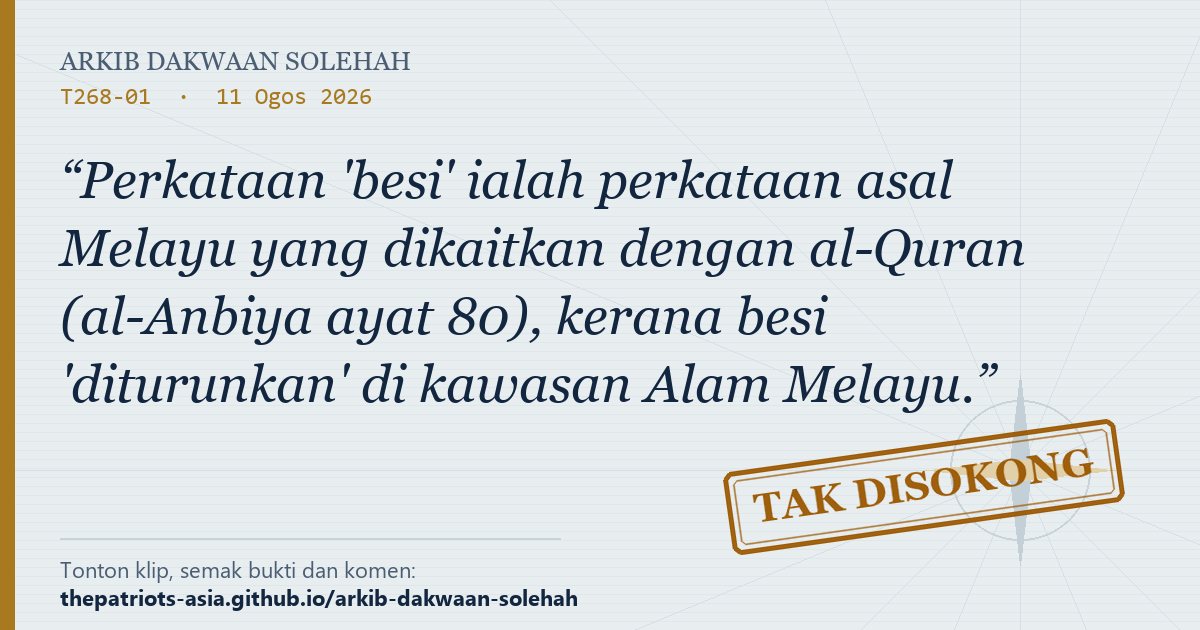 ARKIB DAKWAAN SOLEHAH
T268-01 · 11 Ogos 2026
“Perkataan 'besi' ialah perkataan asal
Melayu yang dikaitkan dengan al-Quran
(al-Anbiya ayat 80), kerana besi
'diturunkan' di kawasan Alam Melayu.”
TAK DISOKONG
Tonton klip, semak bukti dan komen:
thepatriots-asia.github.io/arkib-dakwaan-solehah